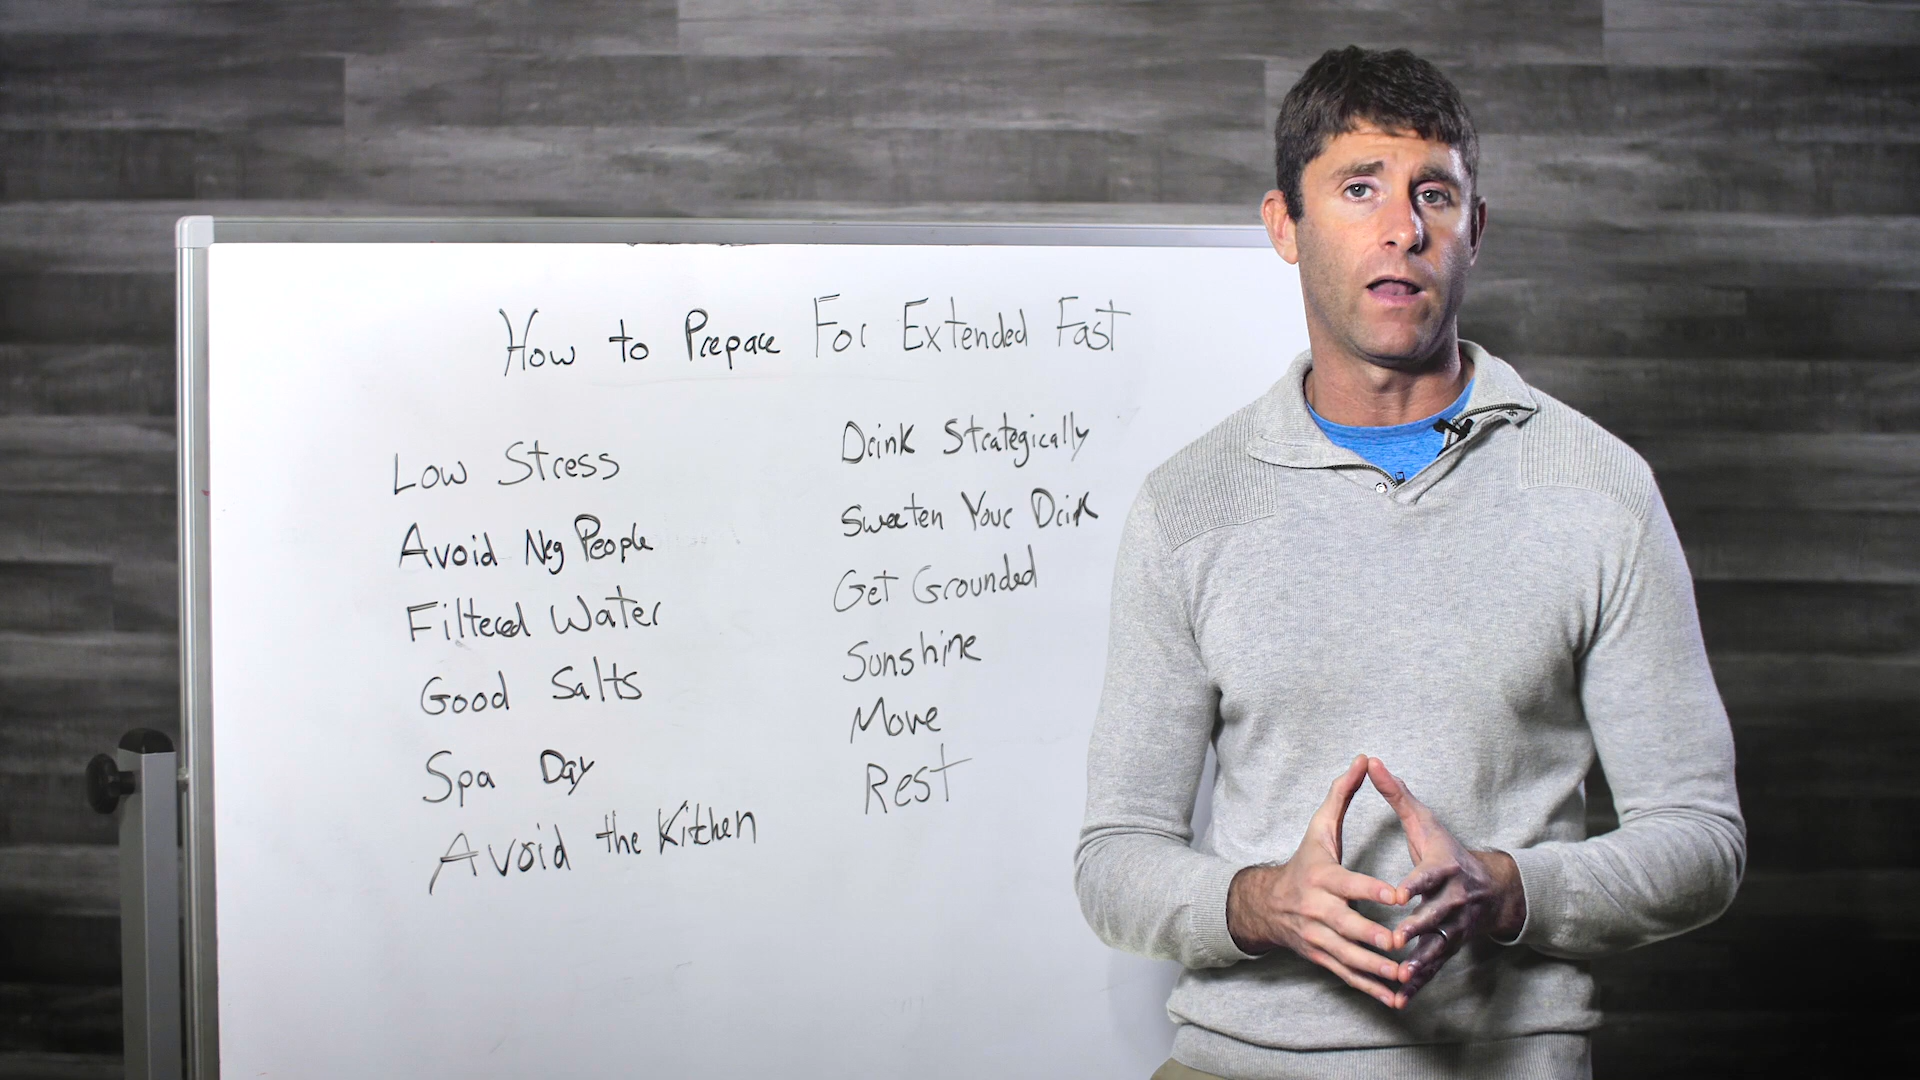 How to Prepare For Extended Fast
Low Stress
Avoid Neg People
Filtered Water
Good Salts
Spa Day
Avoid the Kitchen
Drink Strategically
Sweeten Your Drink
Get Grounded
Sunshine
Move
Rest